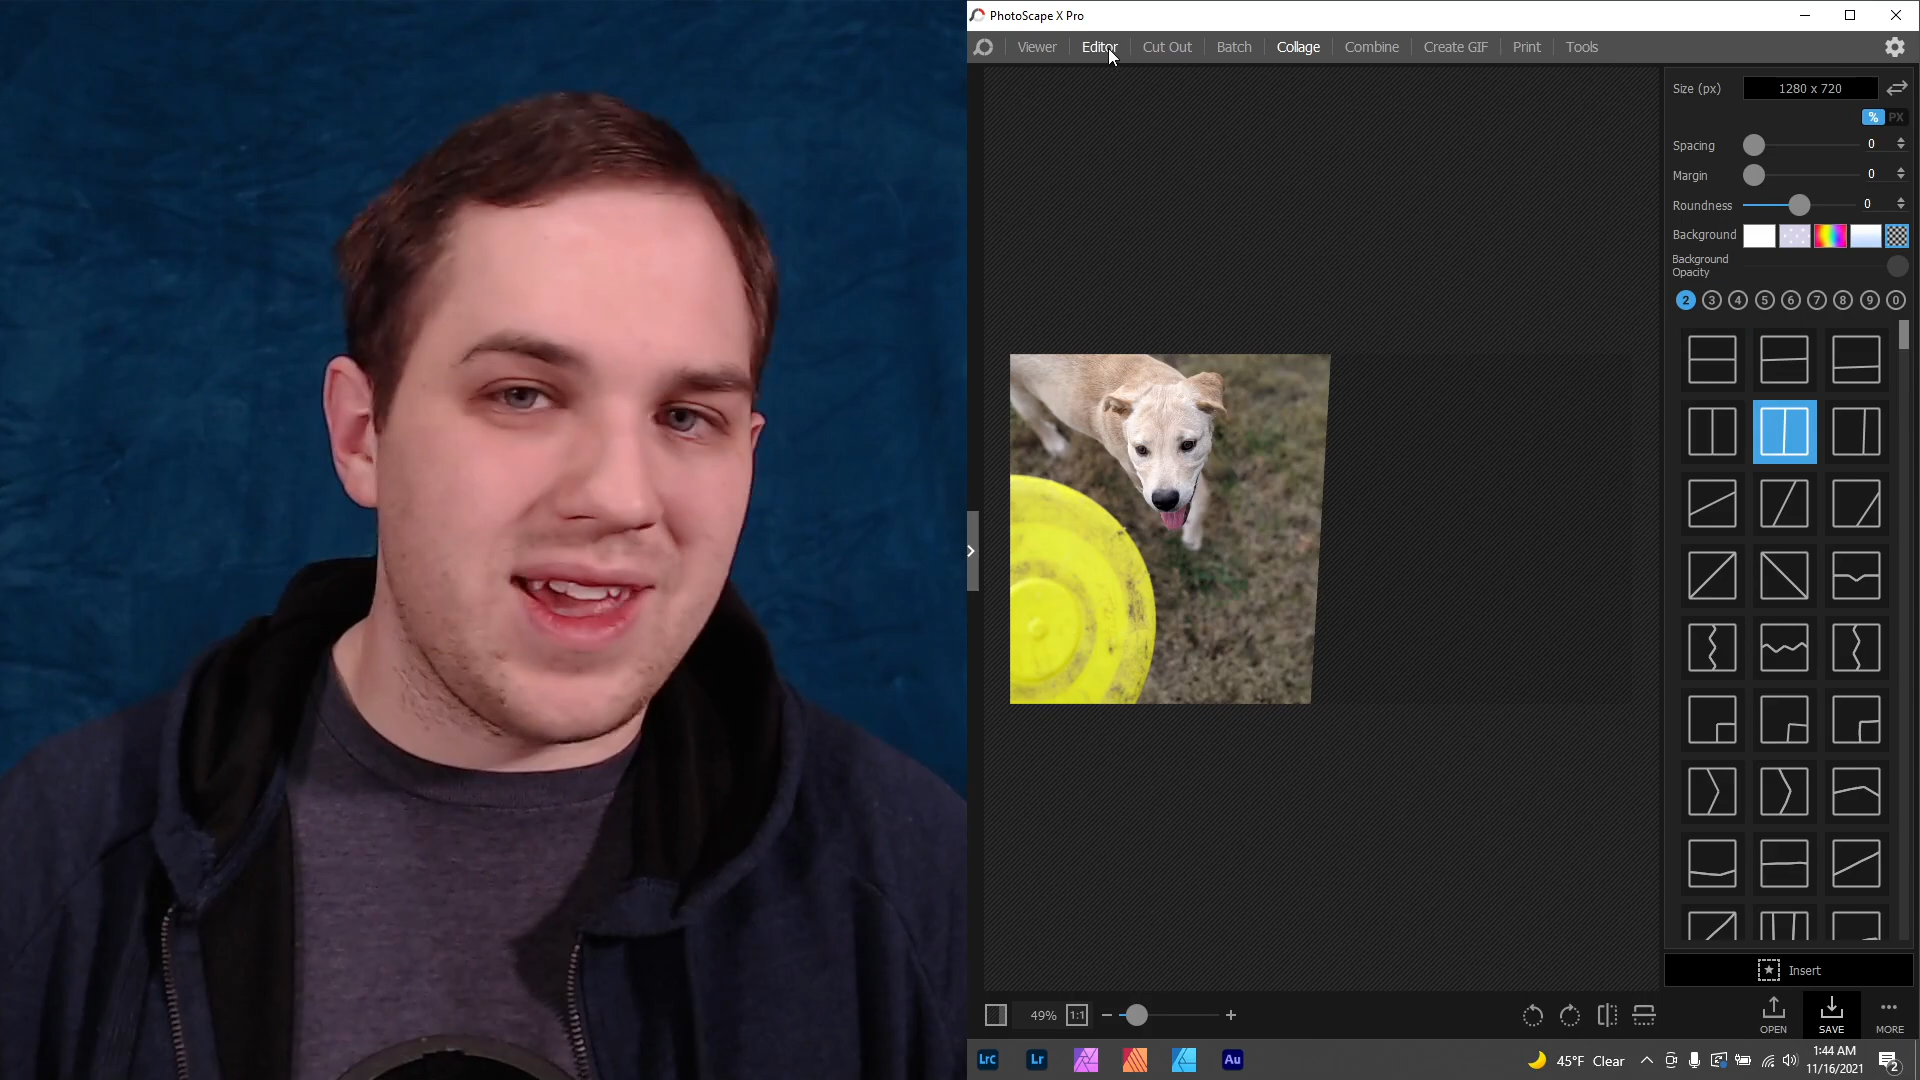 PhotoScape X Pro
Viewer Editor Cut Out Batch Collage Combine Create GIF Print Tools
Size (px) 1280 x 720
% PX
Spacing 0
Margin 0
Roundness 0
Background
Background
Opacity
2 3 4 5 6 7 8 9 0
Insert
49% 1:1
OPEN SAVE MORE
LrC Lr Au
45°F Clear
1:44 AM
11/16/2021
2